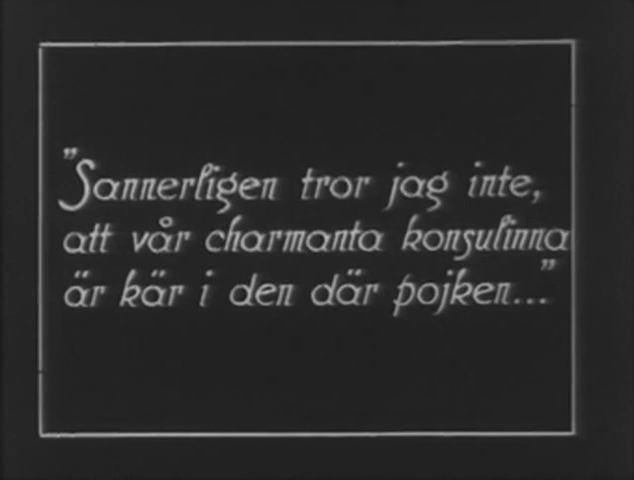 "Sannerligen tror jag inte,
att vår charmanta konsulinna
är kär i den där pojken..."